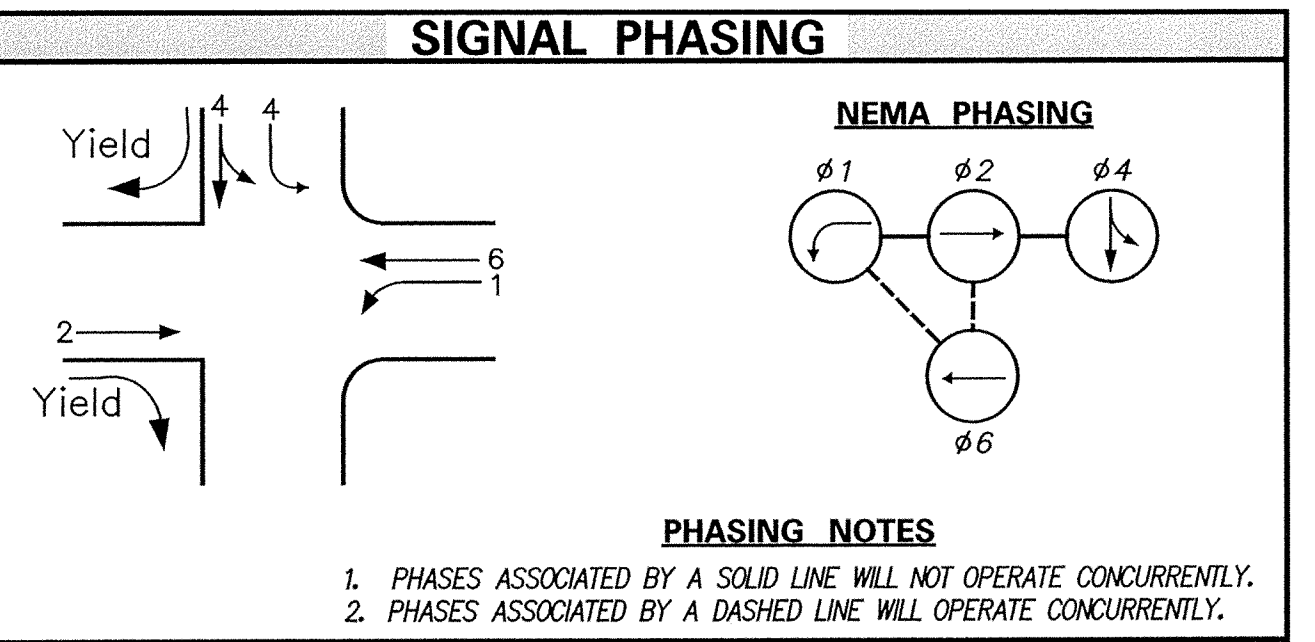 SIGNAL PHASING
4 4
Yield
NEMA PHASING
ø1 ø2 ø4
6
1
2
Yield
ø6
PHASING NOTES
1. PHASES ASSOCIATED BY A SOLID LINE WILL NOT OPERATE CONCURRENTLY.
2. PHASES ASSOCIATED BY A DASHED LINE WILL OPERATE CONCURRENTLY.